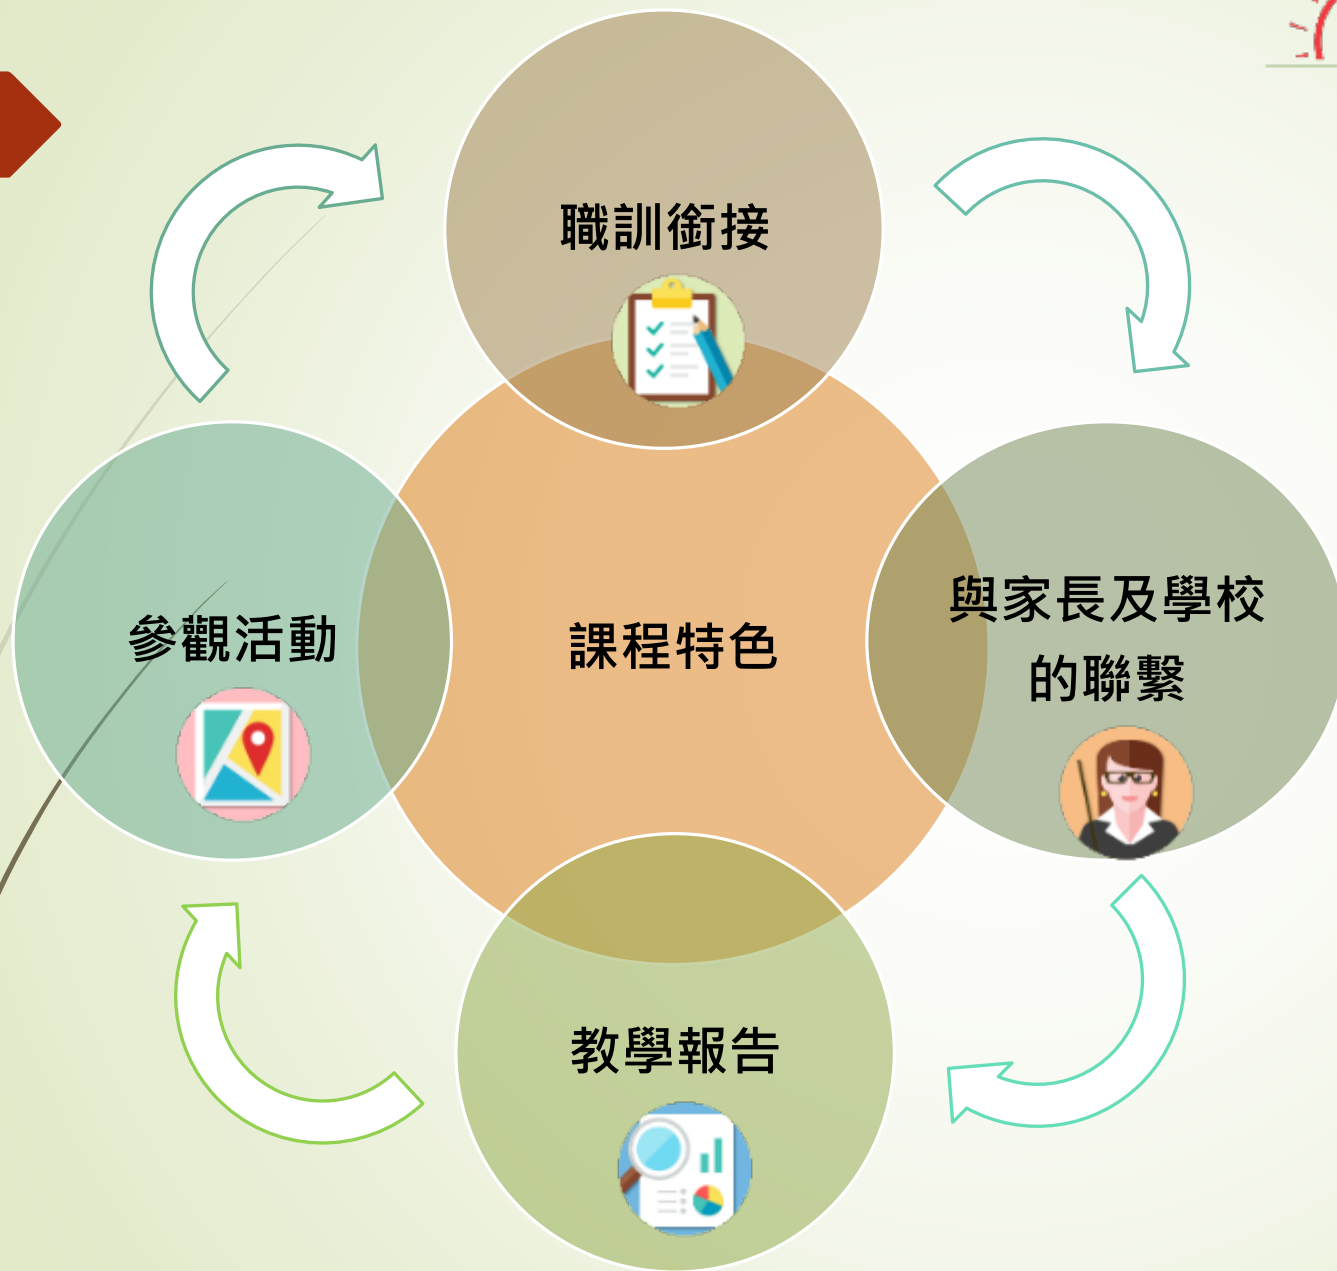 職訓銜接
與家長及學校
的聯繫
參觀活動
課程特色
教學報告